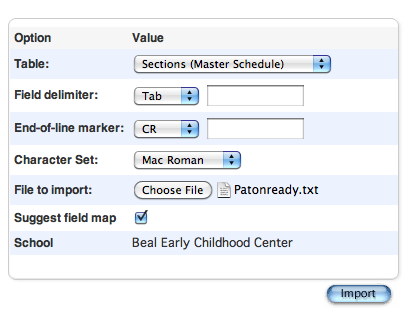 Option Value
Table: Sections (Master Schedule)
Field delimiter: Tab
End-of-line marker: CR
Character Set: Mac Roman
File to import: Choose File Patonready.txt
Suggest field map
School Beal Early Childhood Center
Import